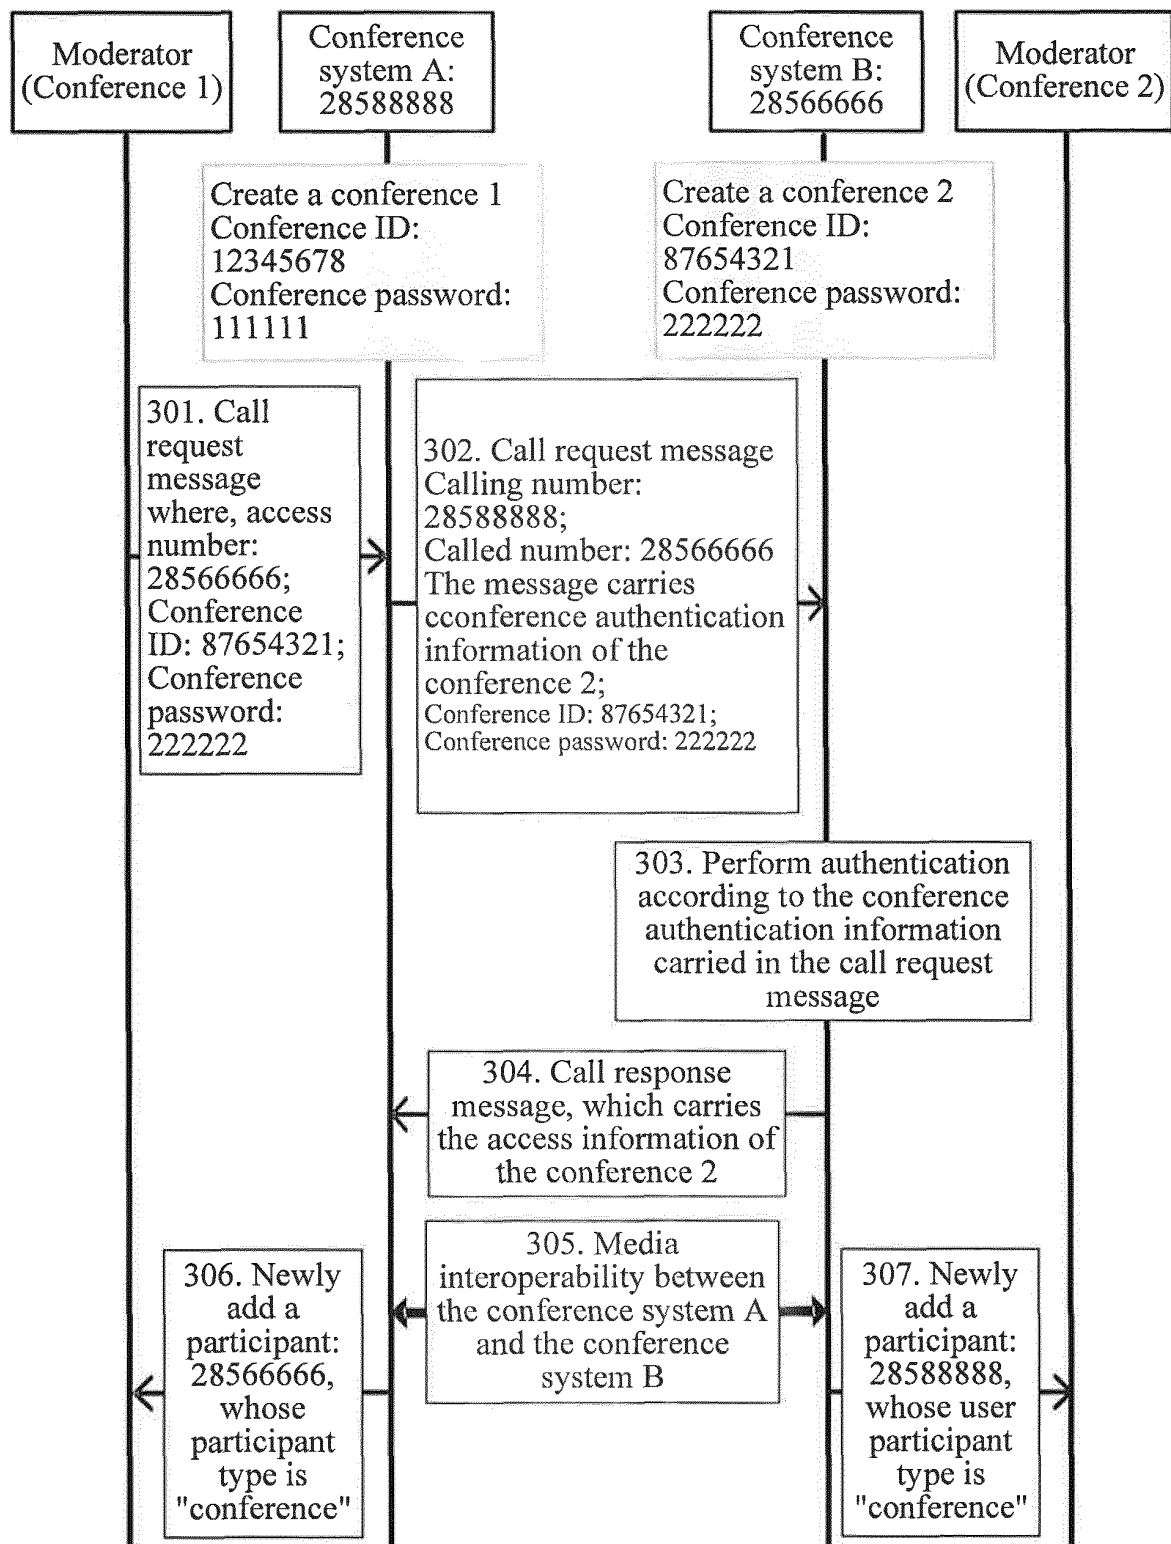 Moderator
(Conference 1)
Conference
system A:
28588888
Conference
system B:
28566666
Moderator
(Conference 2)
Create a conference 1
Conference ID:
12345678
Conference password:
111111
Create a conference 2
Conference ID:
87654321
Conference password:
222222
301. Call
request
message
where, access
number:
28566666;
Conference
ID: 87654321;
Conference
password:
222222
302. Call request message
Calling number:
28588888;
Called number: 28566666
The message carries
cconference authentication
information of the
conference 2;
Conference ID: 87654321;
Conference password: 222222
303. Perform authentication
according to the conference
authentication information
carried in the call request
message
304. Call response
message, which carries
the access information of
the conference 2
305. Media
interoperability between
the conference system A
and the conference
system B
306. Newly
add a
participant:
28566666,
whose
participant
type is
"conference"
307. Newly
add a
participant:
28588888,
whose user
participant
type is
"conference"